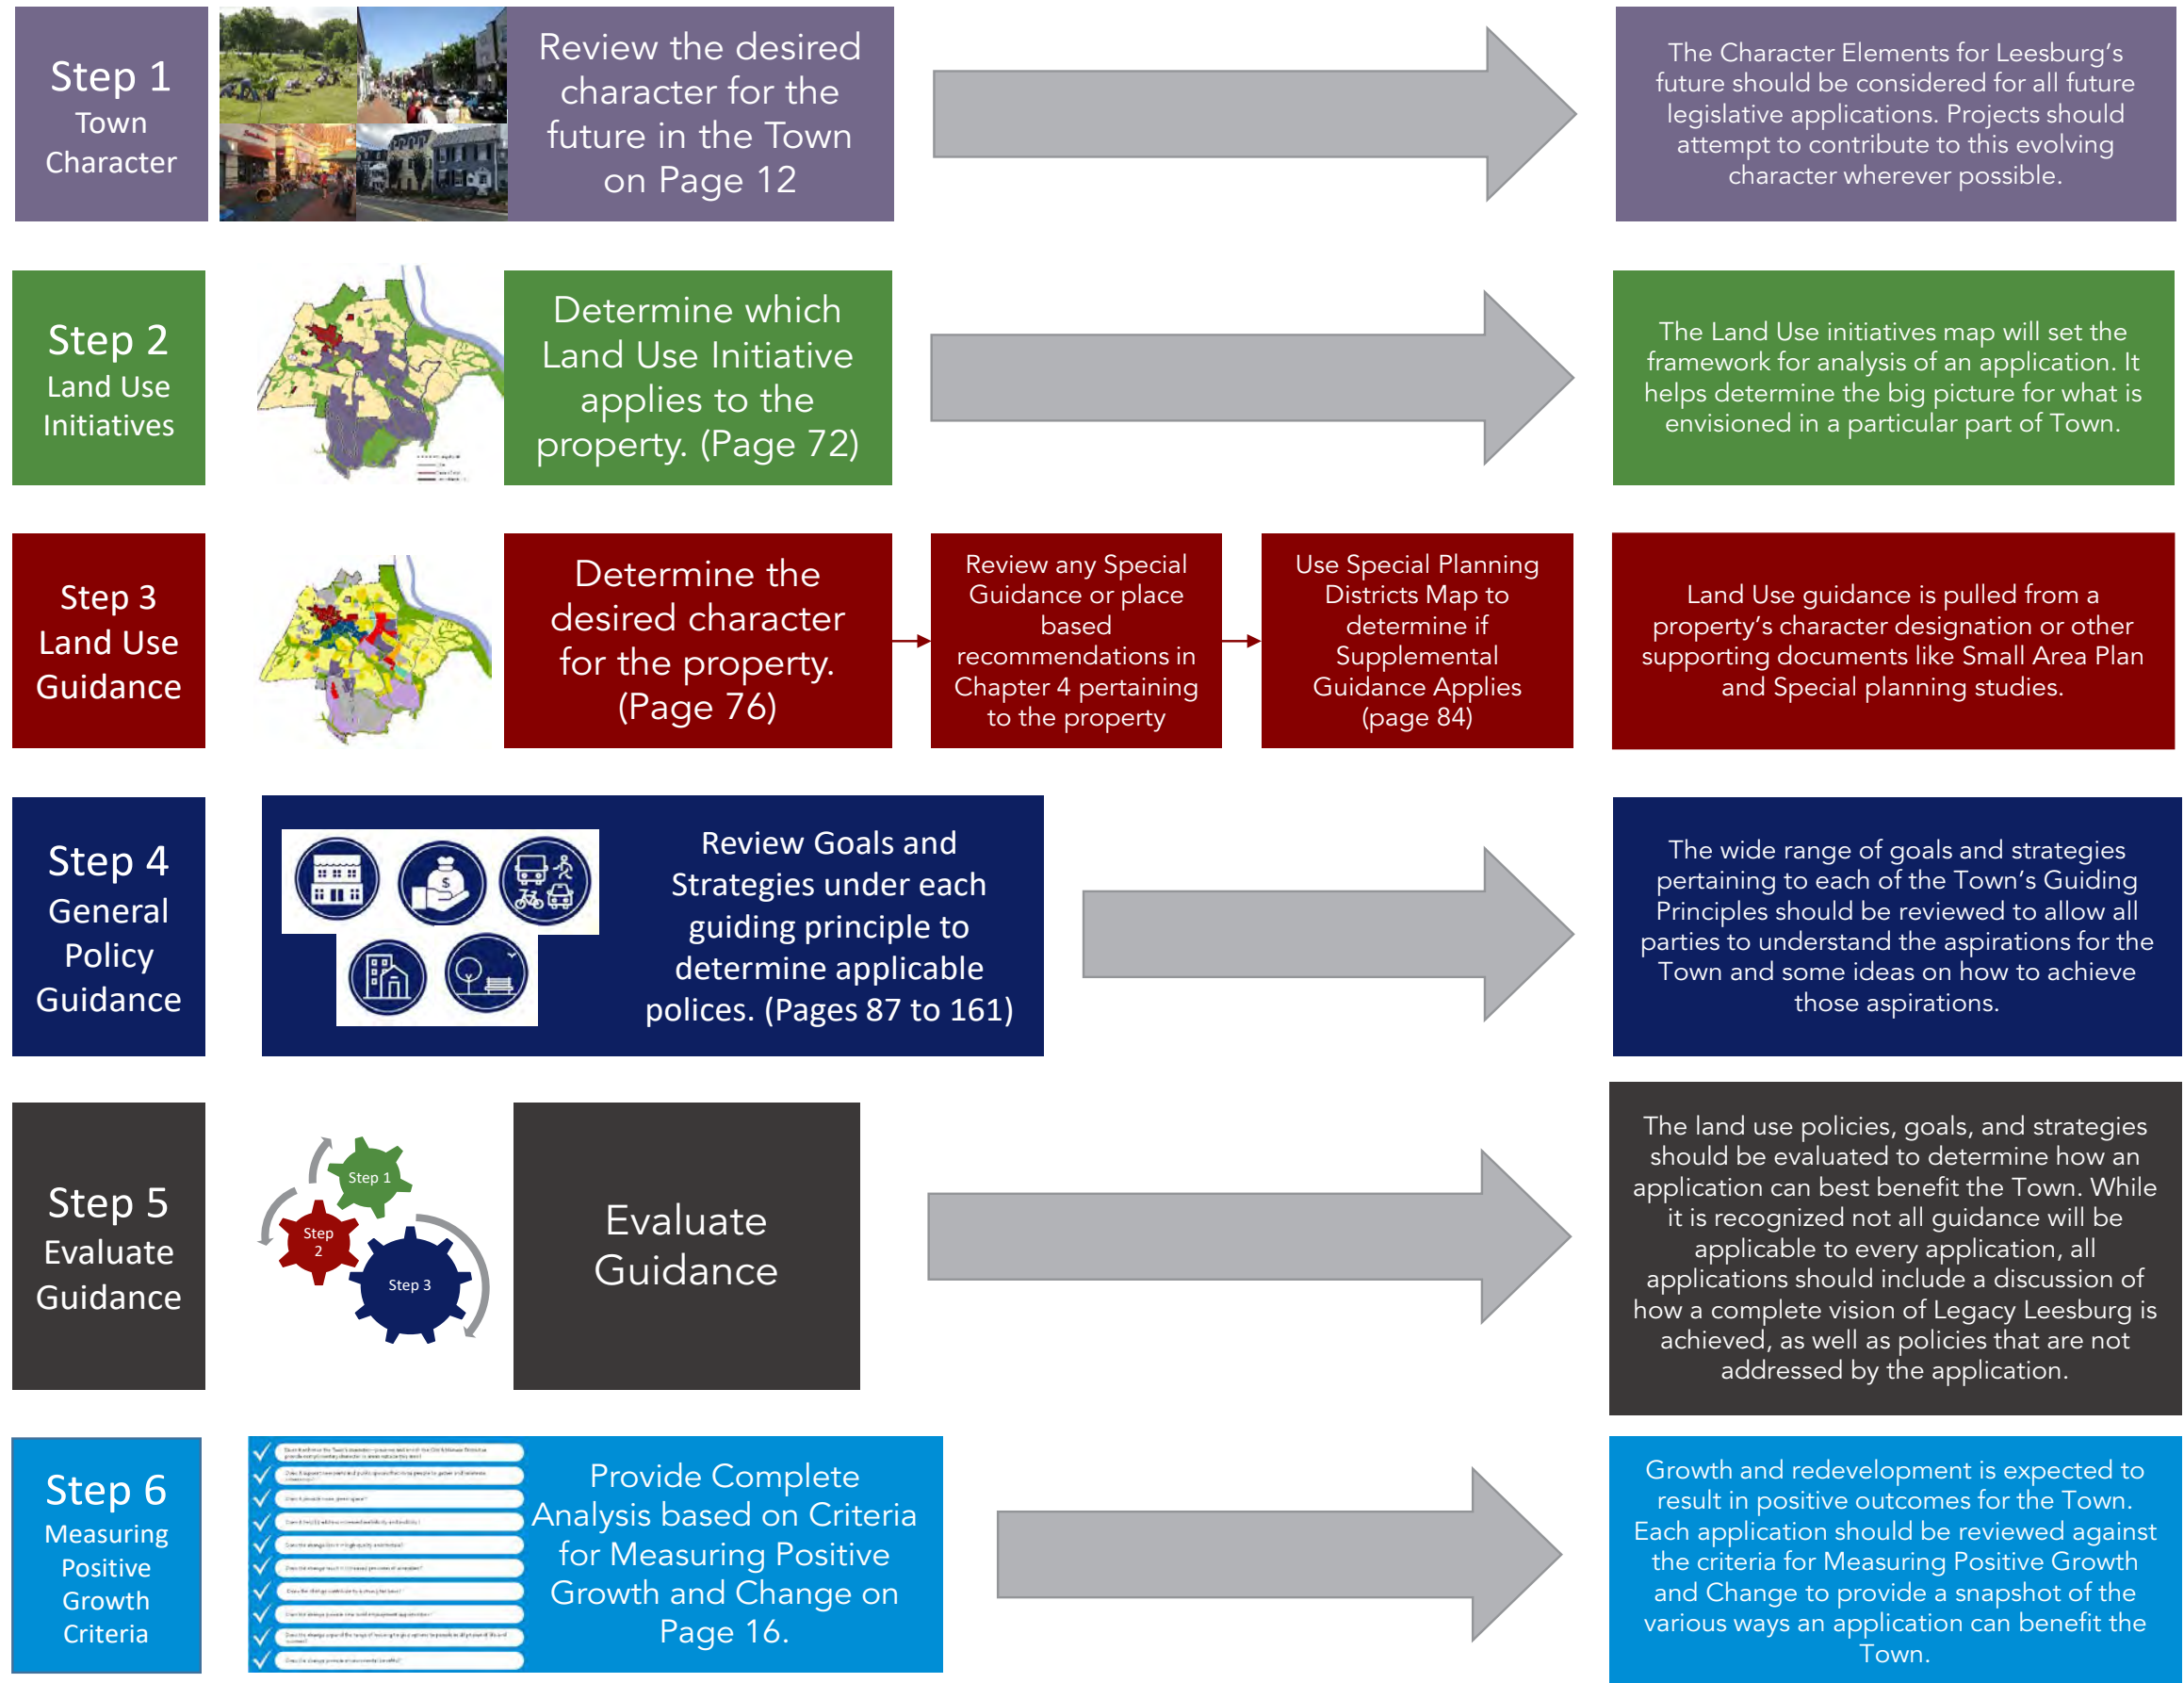 Step 1
Town
Character
Review the desired
character for the
future in the Town
on Page 12
The Character Elements for Leesburg's
future should be considered for all future
legislative applications. Projects should
attempt to contribute to this evolving
character wherever possible.
Step 2
Land Use
Initiatives
Determine which
Land Use Initiative
applies to the
property. (Page 72)
The Land Use initiatives map will set the
framework for analysis of an application. It
helps determine the big picture for what is
envisioned in a particular part of Town.
Step 3
Land Use
Guidance
Determine the
desired character
for the property.
(Page 76)
Review any Special
Guidance or place
based
recommendations in
Chapter 4 pertaining
to the property
Use Special Planning
Districts Map to
determine if
Supplemental
Guidance Applies
(page 84)
Land Use guidance is pulled from a
property's character designation or other
supporting documents like Small Area Plan
and Special planning studies.
Step 4
General
Policy
Guidance
$
Review Goals and
Strategies under each
guiding principle to
determine applicable
polices. (Pages 87 to 161)
The wide range of goals and strategies
pertaining to each of the Town's Guiding
Principles should be reviewed to allow all
parties to understand the aspirations for the
Town and some ideas on how to achieve
those aspirations.
Step 5
Evaluate
Guidance
Step 1
Step
2
Step 3
Evaluate
Guidance
The land use policies, goals, and strategies
should be evaluated to determine how an
application can best benefit the Town. While
it is recognized not all guidance will be
applicable to every application, all
applications should include a discussion of
how a complete vision of Legacy Leesburg is
achieved, as well as policies that are not
addressed by the application.
Step 6
Measuring
Positive
Growth
Criteria
Provide Complete
Analysis based on Criteria
for Measuring Positive
Growth and Change on
Page 16.
Growth and redevelopment is expected to
result in positive outcomes for the Town.
Each application should be reviewed against
the criteria for Measuring Positive Growth
and Change to provide a snapshot of the
various ways an application can benefit the
Town.